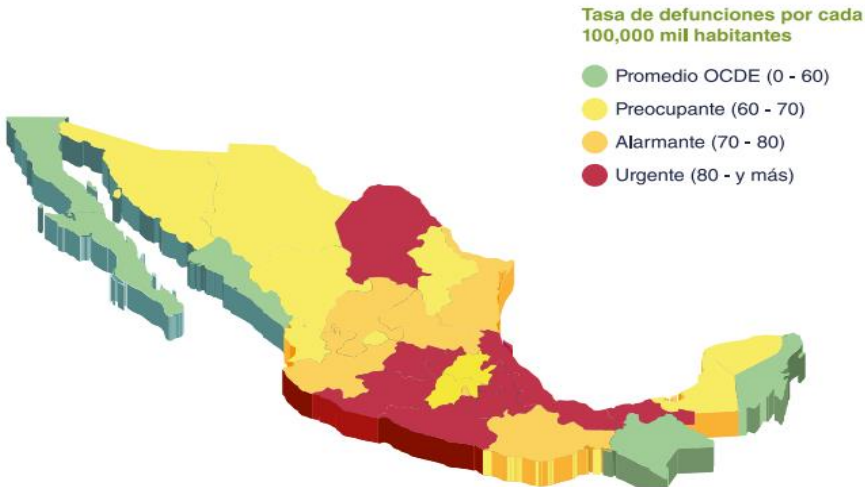 Tasa de defunciones por cada
100,000 mil habitantes
Promedio OCDE (0 - 60)
Preocupante (60 - 70)
Alarmante (70 - 80)
Urgente (80 - y más)